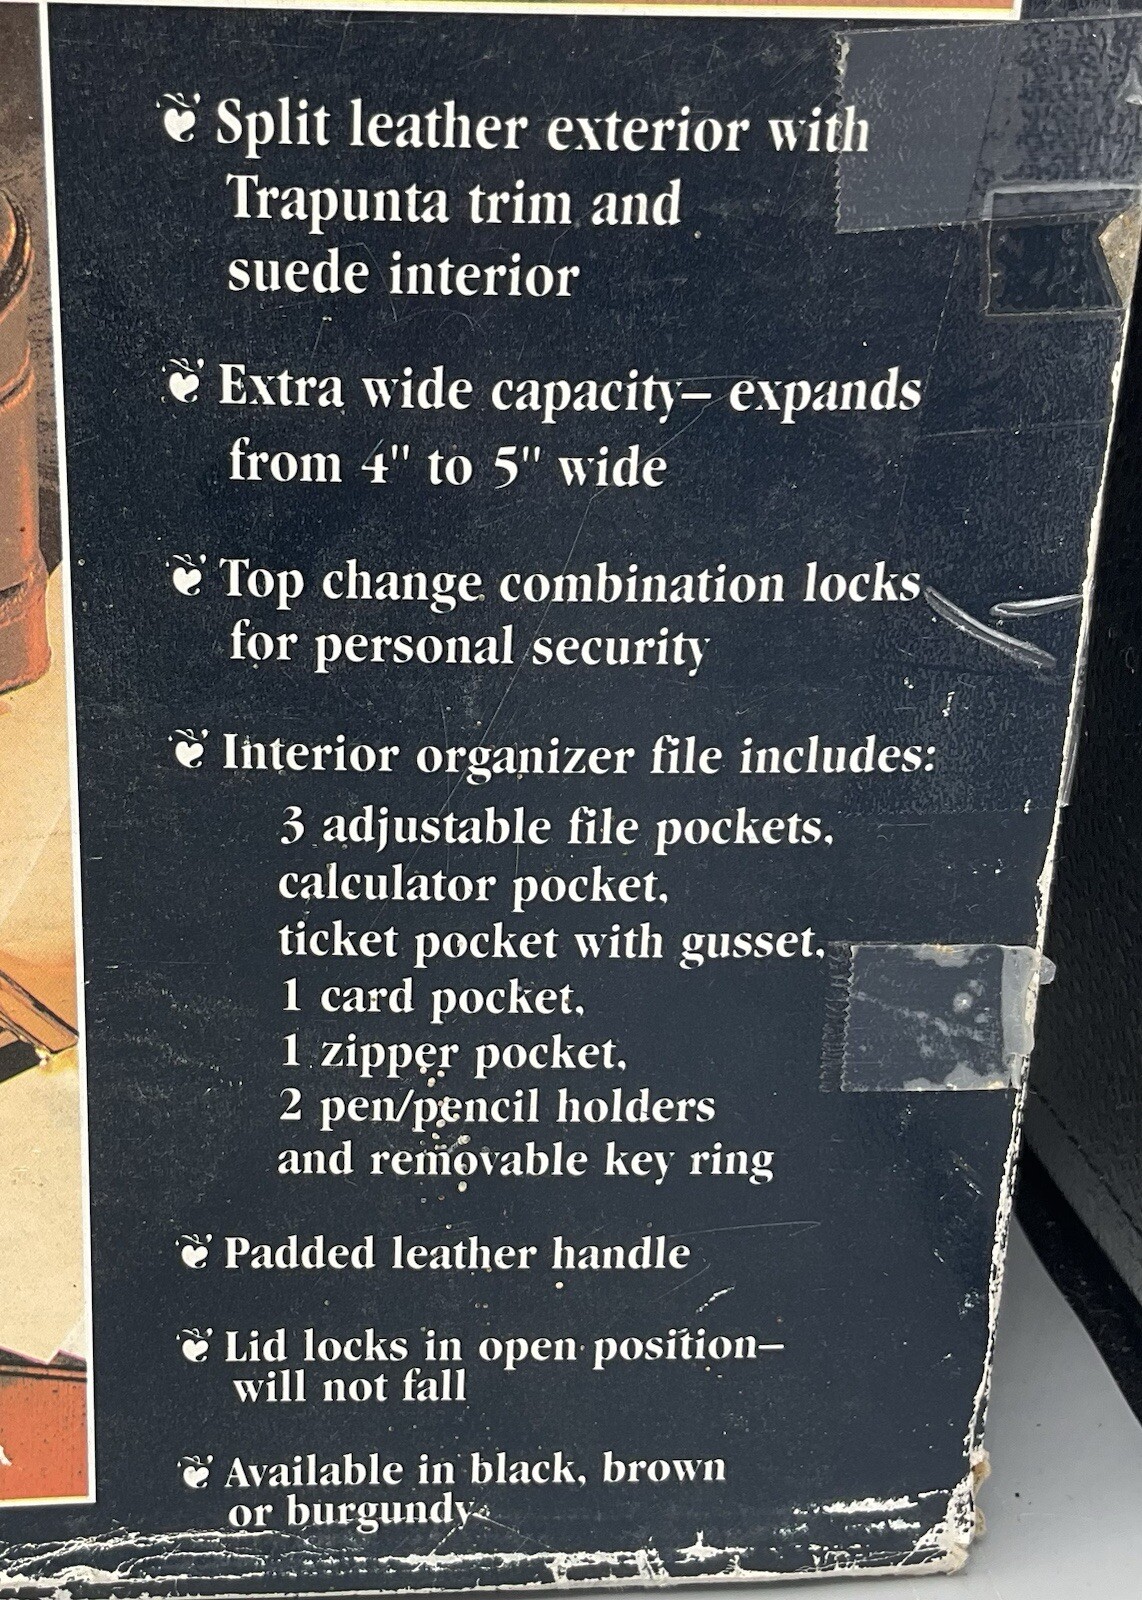 ❦ Split leather exterior with
Trapunta trim and
suede interior
❦ Extra wide capacity– expands
from 4" to 5" wide
❦ Top change combination locks
for personal security
❦ Interior organizer file includes:
3 adjustable file pockets,
calculator pocket,
ticket pocket with gusset,
1 card pocket,
1 zipper pocket,
2 pen/pencil holders
and removable key ring
❦ Padded leather handle
❦ Lid locks in open position–
will not fall
❦ Available in black, brown
or burgundy